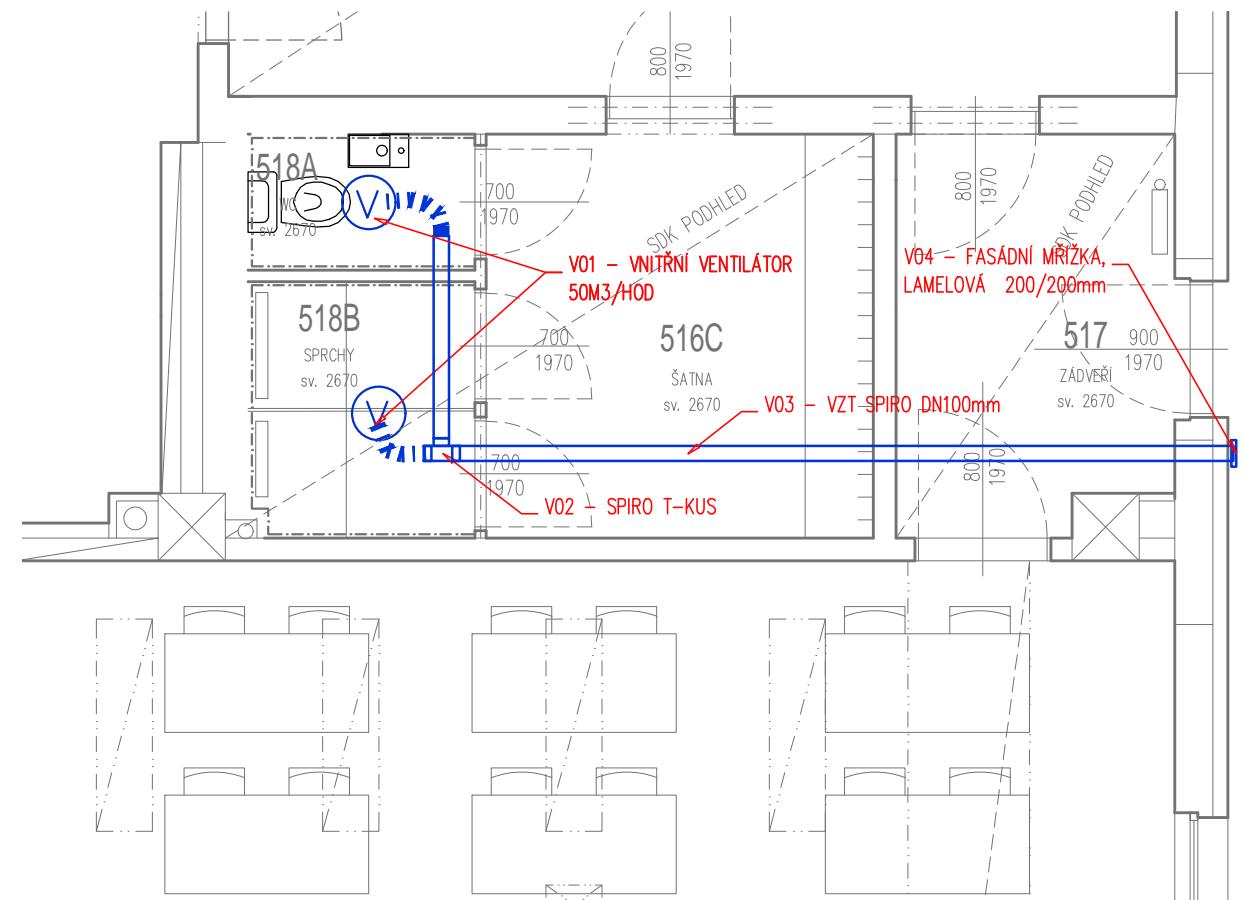 800
1970
518A
WC
sv. 2670
V
700
1970
SDK PODHLED
800
1970
SDK PODHLED
V01 – VNITŘNÍ VENTILÁTOR
50M3/HOD
V04 – FASÁDNÍ MŘÍŽKA,
LAMELOVÁ 200/200mm
518B
SPRCHY
sv. 2670
700
1970
516C
ŠATNA
sv. 2670
517
ZÁDVEŘÍ
sv. 2670
900
1970
V
V03 – VZT SPIRO DN100mm
700
1970
800
1970
V02 – SPIRO T–KUS